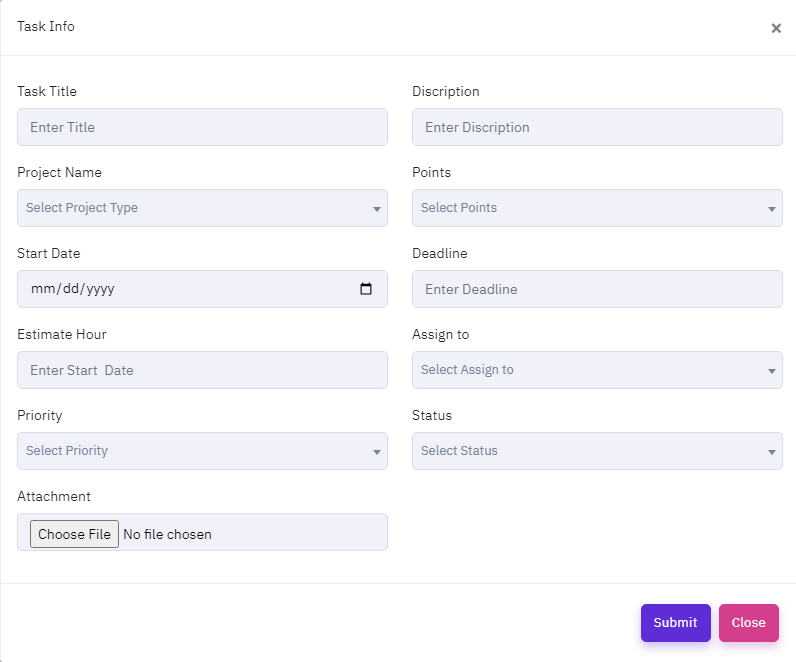 Task Info
×
Task Title
Discription
Enter Title
Enter Discription
Project Name
Points
Select Project Type
Select Points
Start Date
Deadline
mm/dd/yyyy
Enter Deadline
Estimate Hour
Assign to
Enter Start  Date
Select Assign to
Priority
Status
Select Priority
Select Status
Attachment
Choose File No file chosen
Submit Close